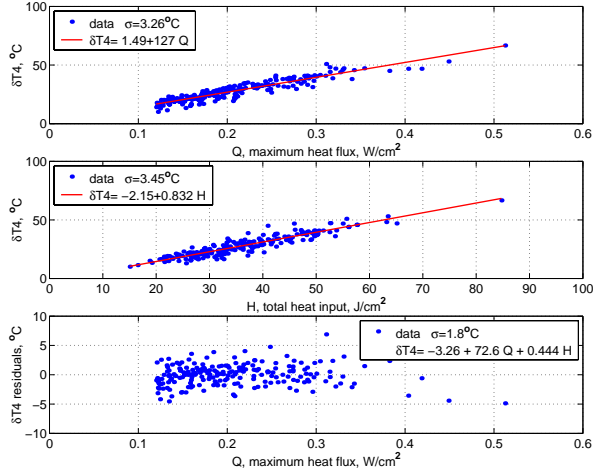 100
50
0
δT4, °C
data σ=3.26°C
δT4= 1.49+127 Q
0 0.1 0.2 0.3 0.4 0.5 0.6
Q, maximum heat flux, W/cm²
100
50
0
δT4, °C
data σ=3.45°C
δT4= −2.15+0.832 H
0 10 20 30 40 50 60 70 80 90 100
H, total heat input, J/cm²
10
5
0
−5
−10
δT4 residuals, °C
data σ=1.8°C
δT4= −3.26 + 72.6 Q + 0.444 H
0 0.1 0.2 0.3 0.4 0.5 0.6
Q, maximum heat flux, W/cm²